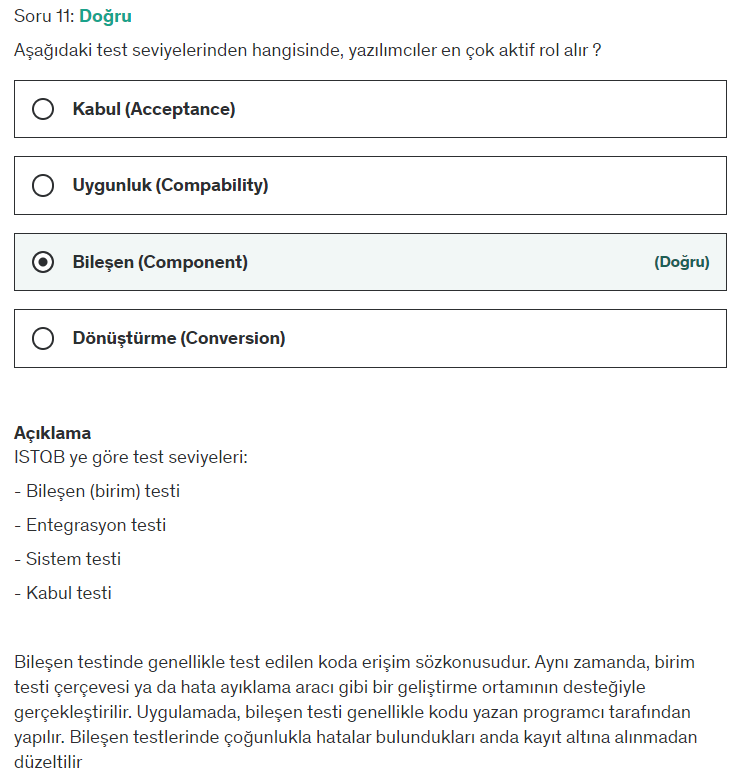 Soru 11: Doğru
Aşağıdaki test seviyelerinden hangisinde, yazılımcıler en çok aktif rol alır ?
Kabul (Acceptance)
Uygunluk (Compability)
Bileşen (Component)
(Doğru)
Dönüştürme (Conversion)
Açıklama
ISTQB ye göre test seviyeleri:
- Bileşen (birim) testi
- Entegrasyon testi
- Sistem testi
- Kabul testi
Bileşen testinde genellikle test edilen koda erişim sözkonusudur. Aynı zamanda, birim
testi çerçevesi ya da hata ayıklama aracı gibi bir geliştirme ortamının desteğiyle
gerçekleştirilir. Uygulamada, bileşen testi genellikle kodu yazan programcı tarafından
yapılır. Bileşen testlerinde çoğunlukla hatalar bulundukları anda kayıt altına alınmadan
düzeltilir